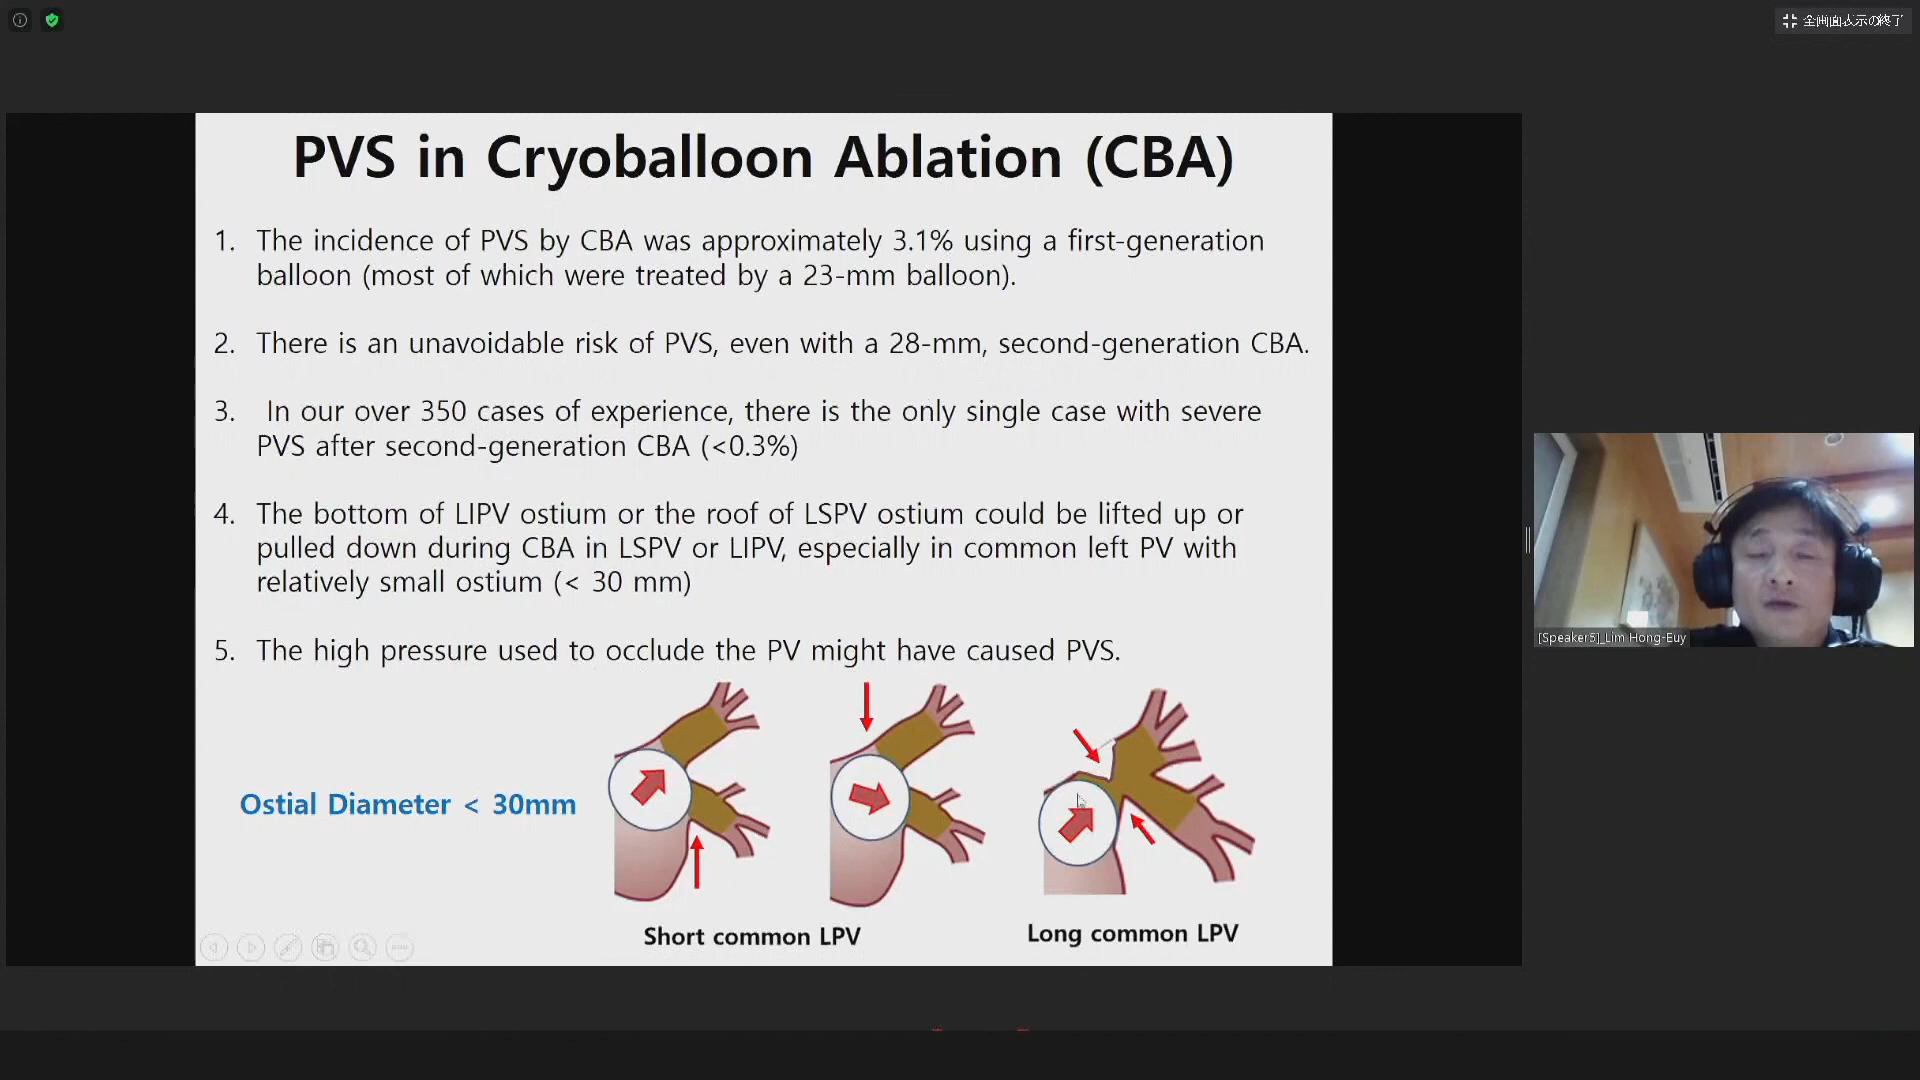 全画面表示の終了
PVS in Cryoballoon Ablation (CBA)
1. The incidence of PVS by CBA was approximately 3.1% using a first-generation
balloon (most of which were treated by a 23-mm balloon).
2. There is an unavoidable risk of PVS, even with a 28-mm, second-generation CBA.
3. In our over 350 cases of experience, there is the only single case with severe
PVS after second-generation CBA (<0.3%)
4. The bottom of LIPV ostium or the roof of LSPV ostium could be lifted up or
pulled down during CBA in LSPV or LIPV, especially in common left PV with
relatively small ostium (< 30 mm)
5. The high pressure used to occlude the PV might have caused PVS.
Ostial Diameter < 30mm
Short common LPV
Long common LPV
[Speaker5]_Lim Hong-Euy